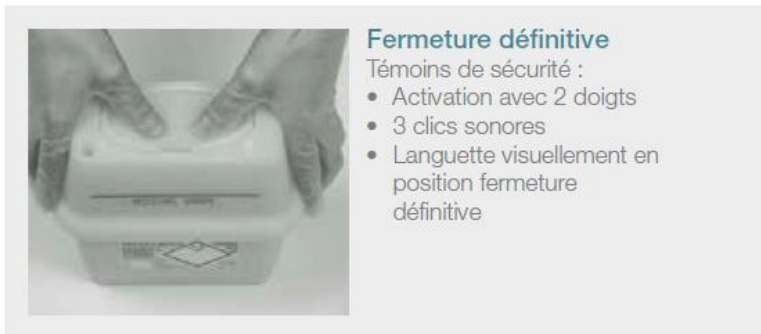 Fermeture définitive
Témoins de sécurité :
• Activation avec 2 doigts
• 3 clics sonores
• Languette visuellement en
position fermeture
définitive